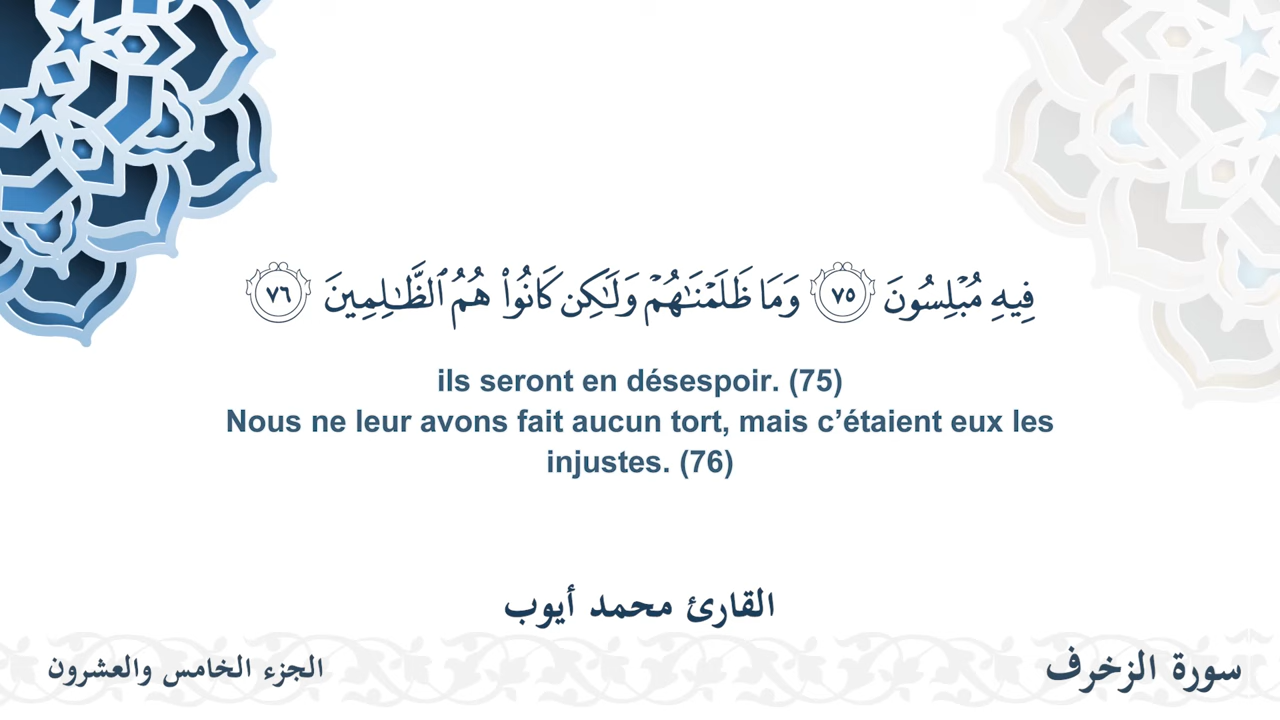 فِيهِ مُبْلِسُونَ ٧٥ وَمَا ظَلَمْنَـٰهُمْ وَلَـٰكِن كَانُوا۟ هُمُ ٱلظَّـٰلِمِينَ ٧٦
ils seront en désespoir. (75)
Nous ne leur avons fait aucun tort, mais c’étaient eux les
injustes. (76)
القارئ محمد أيوب
سورة الزخرف
الجزء الخامس والعشرون